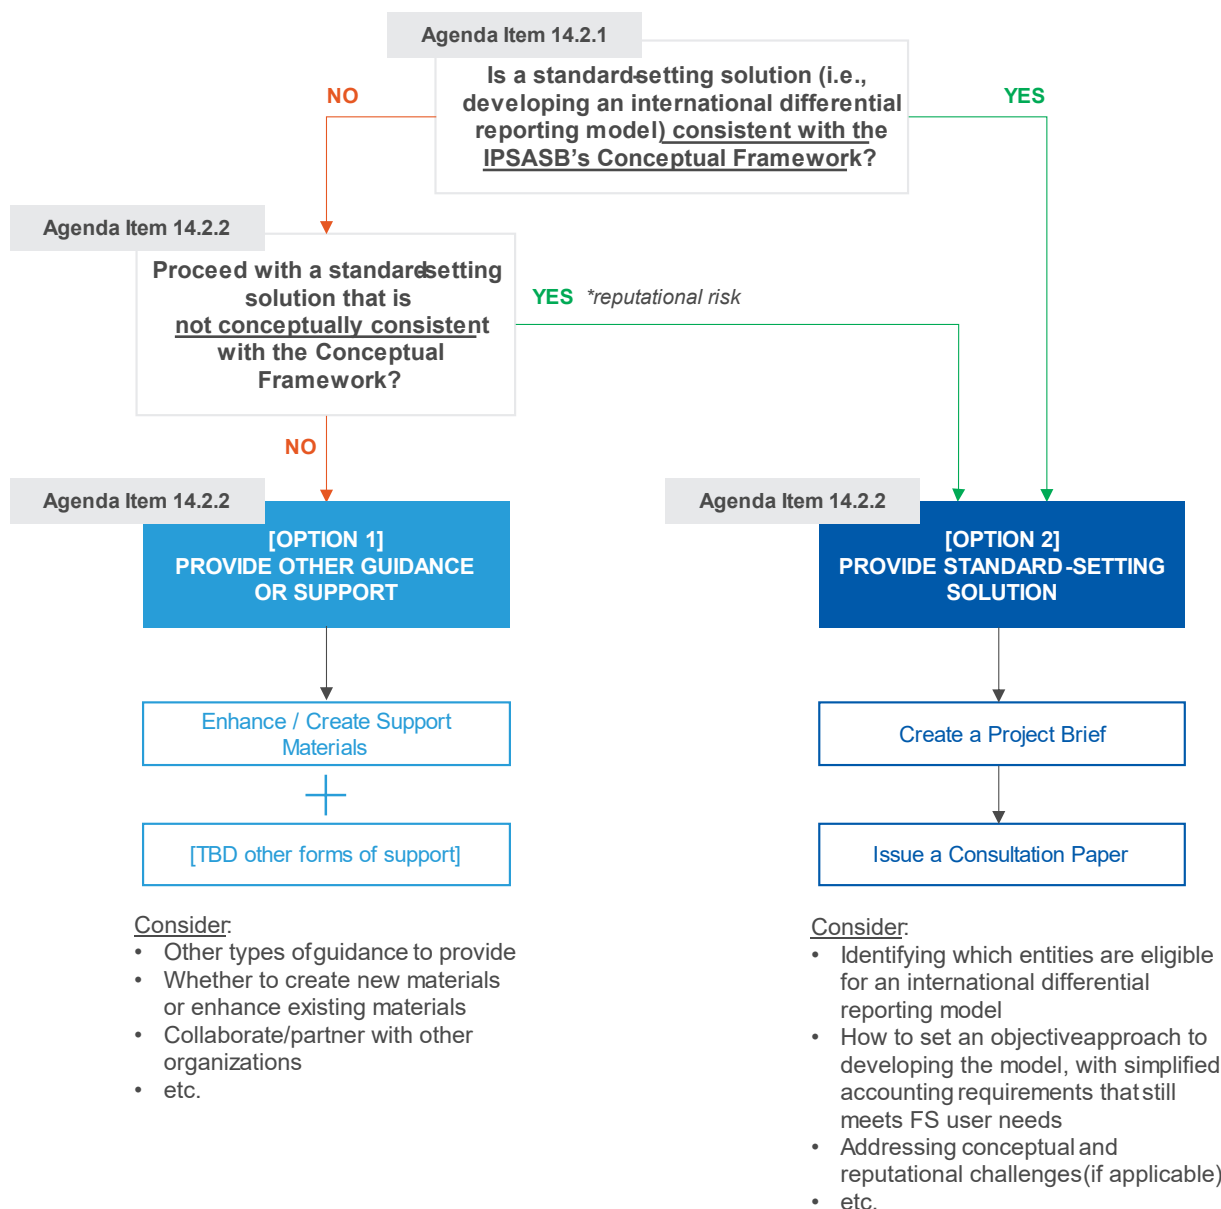 Agenda Item 14.2.1
Is a standard-setting solution (i.e.,
developing an international differential
reporting model) consistent with the
IPSASB's Conceptual Framework?
NO
YES
Agenda Item 14.2.2
Proceed with a standard-setting
solution that is
not conceptually consistent
with the Conceptual
Framework?
YES *reputational risk
NO
Agenda Item 14.2.2
[OPTION 1]
PROVIDE OTHER GUIDANCE
OR SUPPORT
Enhance / Create Support
Materials
+
[TBD other forms of support]
Consider:
• Other types of guidance to provide
• Whether to create new materials
or enhance existing materials
• Collaborate/partner with other
organizations
• etc.
Agenda Item 14.2.2
[OPTION 2]
PROVIDE STANDARD-SETTING
SOLUTION
Create a Project Brief
Issue a Consultation Paper
Consider:
• Identifying which entities are eligible
for an international differential
reporting model
• How to set an objective approach to
developing the model, with simplified
accounting requirements that still
meets FS user needs
• Addressing conceptual and
reputational challenges (if applicable)
• etc.